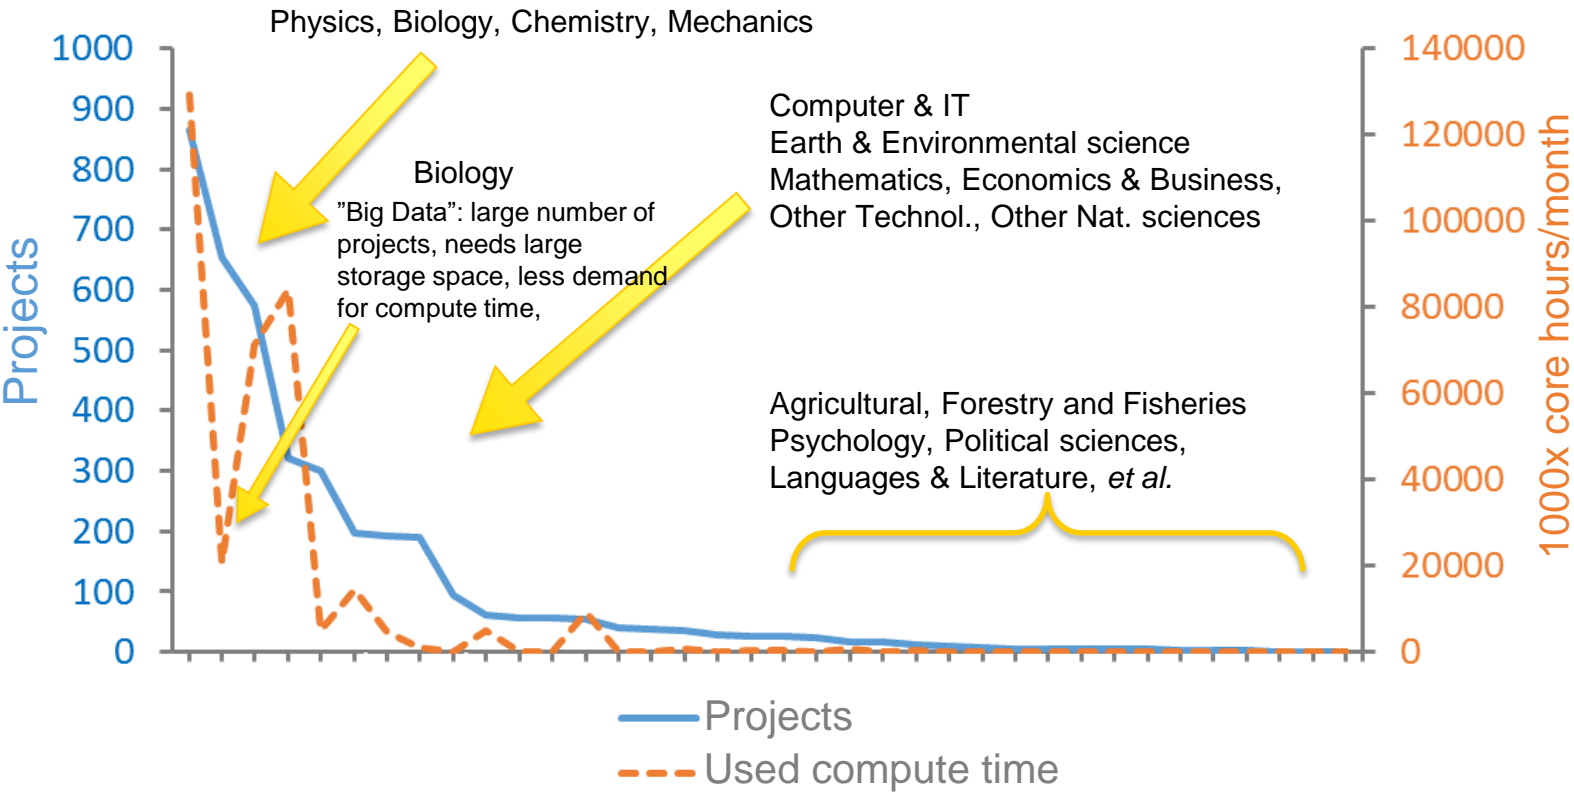 Physics, Biology, Chemistry, Mechanics
1000
900
800
700
600
500
400
300
200
100
0
Projects
140000
120000
100000
80000
60000
40000
20000
0
1000x core hours/month
Biology
”Big Data”: large number of
projects, needs large
storage space, less demand
for compute time,
Computer & IT
Earth & Environmental science
Mathematics, Economics & Business,
Other Technol., Other Nat. sciences
Agricultural, Forestry and Fisheries
Psychology, Political sciences,
Languages & Literature, et al.
Projects
Used compute time